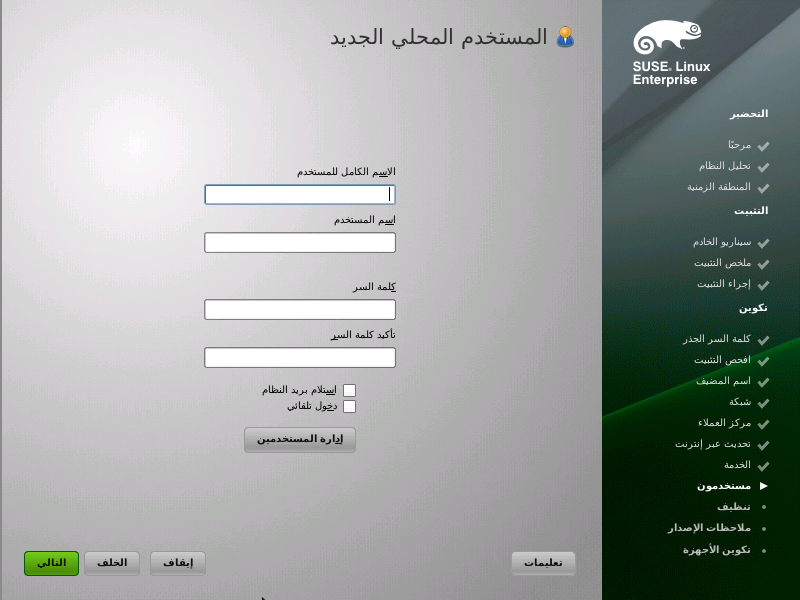 المستخدم المحلي الجديد
الاسم الكامل للمستخدم
اسم المستخدم
كلمة السر
تأكيد كلمة السر
استلام بريد النظام
دخول تلقائي
إدارة المستخدمين
تعليمات
إيقاف
الخلف
التالي
SUSE® Linux
Enterprise
التحضير
مرحبًا
تحليل النظام
المنطقة الزمنية
التثبيت
سيناريو الخادم
ملخص التثبيت
إجراء التثبيت
تكوين
كلمة السر الجذر
افحص التثبيت
اسم المضيف
شبكة
مركز العملاء
تحديث عبر إنترنت
الخدمة
مستخدمون
تنظيف
ملاحظات الإصدار
تكوين الأجهزة